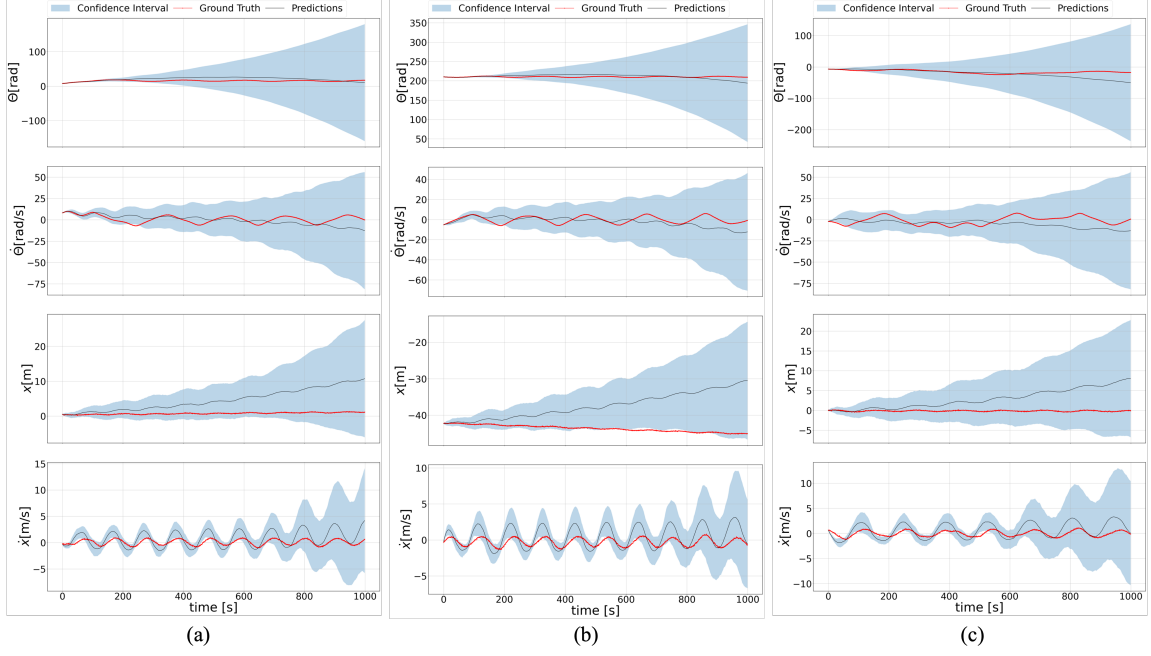 Confidence Interval Ground Truth Predictions
100
0
−100
Θ[rad]
50
25
0
−25
−50
−75
Θ̇[rad/s]
20
10
0
x[m]
15
10
5
0
−5
ẋ[m/s]
0 200 400 600 800 1000
time [s]
(a)
Confidence Interval Ground Truth Predictions
350
300
250
200
150
100
50
Θ[rad]
40
20
0
−20
−40
−60
Θ̇[rad/s]
−20
−30
−40
x[m]
10
5
0
−5
ẋ[m/s]
0 200 400 600 800 1000
time [s]
(b)
Confidence Interval Ground Truth Predictions
100
0
−100
−200
Θ[rad]
50
25
0
−25
−50
−75
Θ̇[rad/s]
20
15
10
5
0
−5
x[m]
10
5
0
−5
−10
ẋ[m/s]
0 200 400 600 800 1000
time [s]
(c)